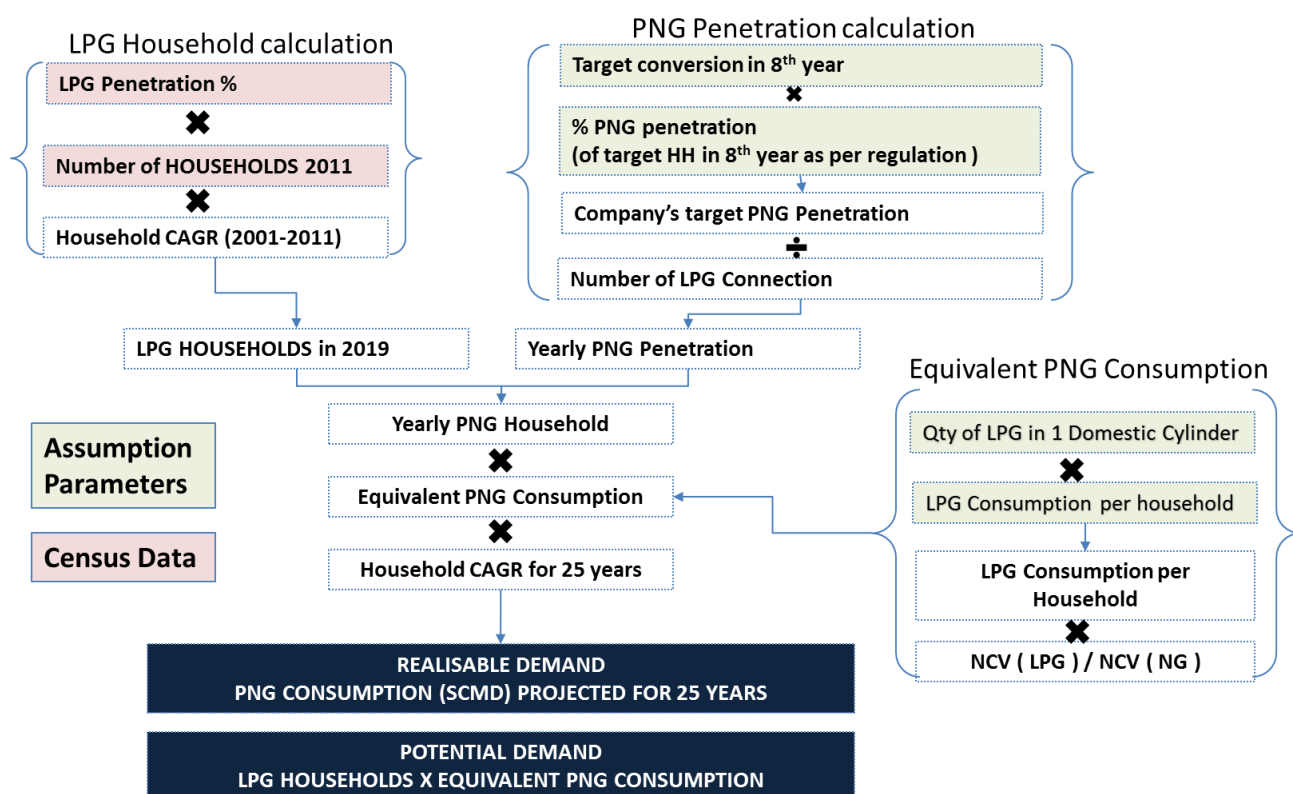 LPG Household calculation
LPG Penetration %
✖
Number of HOUSEHOLDS 2011
✖
Household CAGR (2001-2011)
PNG Penetration calculation
Target conversion in 8th year
✖
% PNG penetration
(of target HH in 8th year as per regulation )
Company's target PNG Penetration
÷
Number of LPG Connection
LPG HOUSEHOLDS in 2019
Yearly PNG Penetration
Yearly PNG Household
✖
Equivalent PNG Consumption
✖
Household CAGR for 25 years
Equivalent PNG Consumption
Qty of LPG in 1 Domestic Cylinder
✖
LPG Consumption per household
LPG Consumption per
Household
✖
NCV ( LPG ) / NCV ( NG )
Assumption
Parameters
Census Data
REALISABLE DEMAND
PNG CONSUMPTION (SCMD) PROJECTED FOR 25 YEARS
POTENTIAL DEMAND
LPG HOUSEHOLDS X EQUIVALENT PNG CONSUMPTION